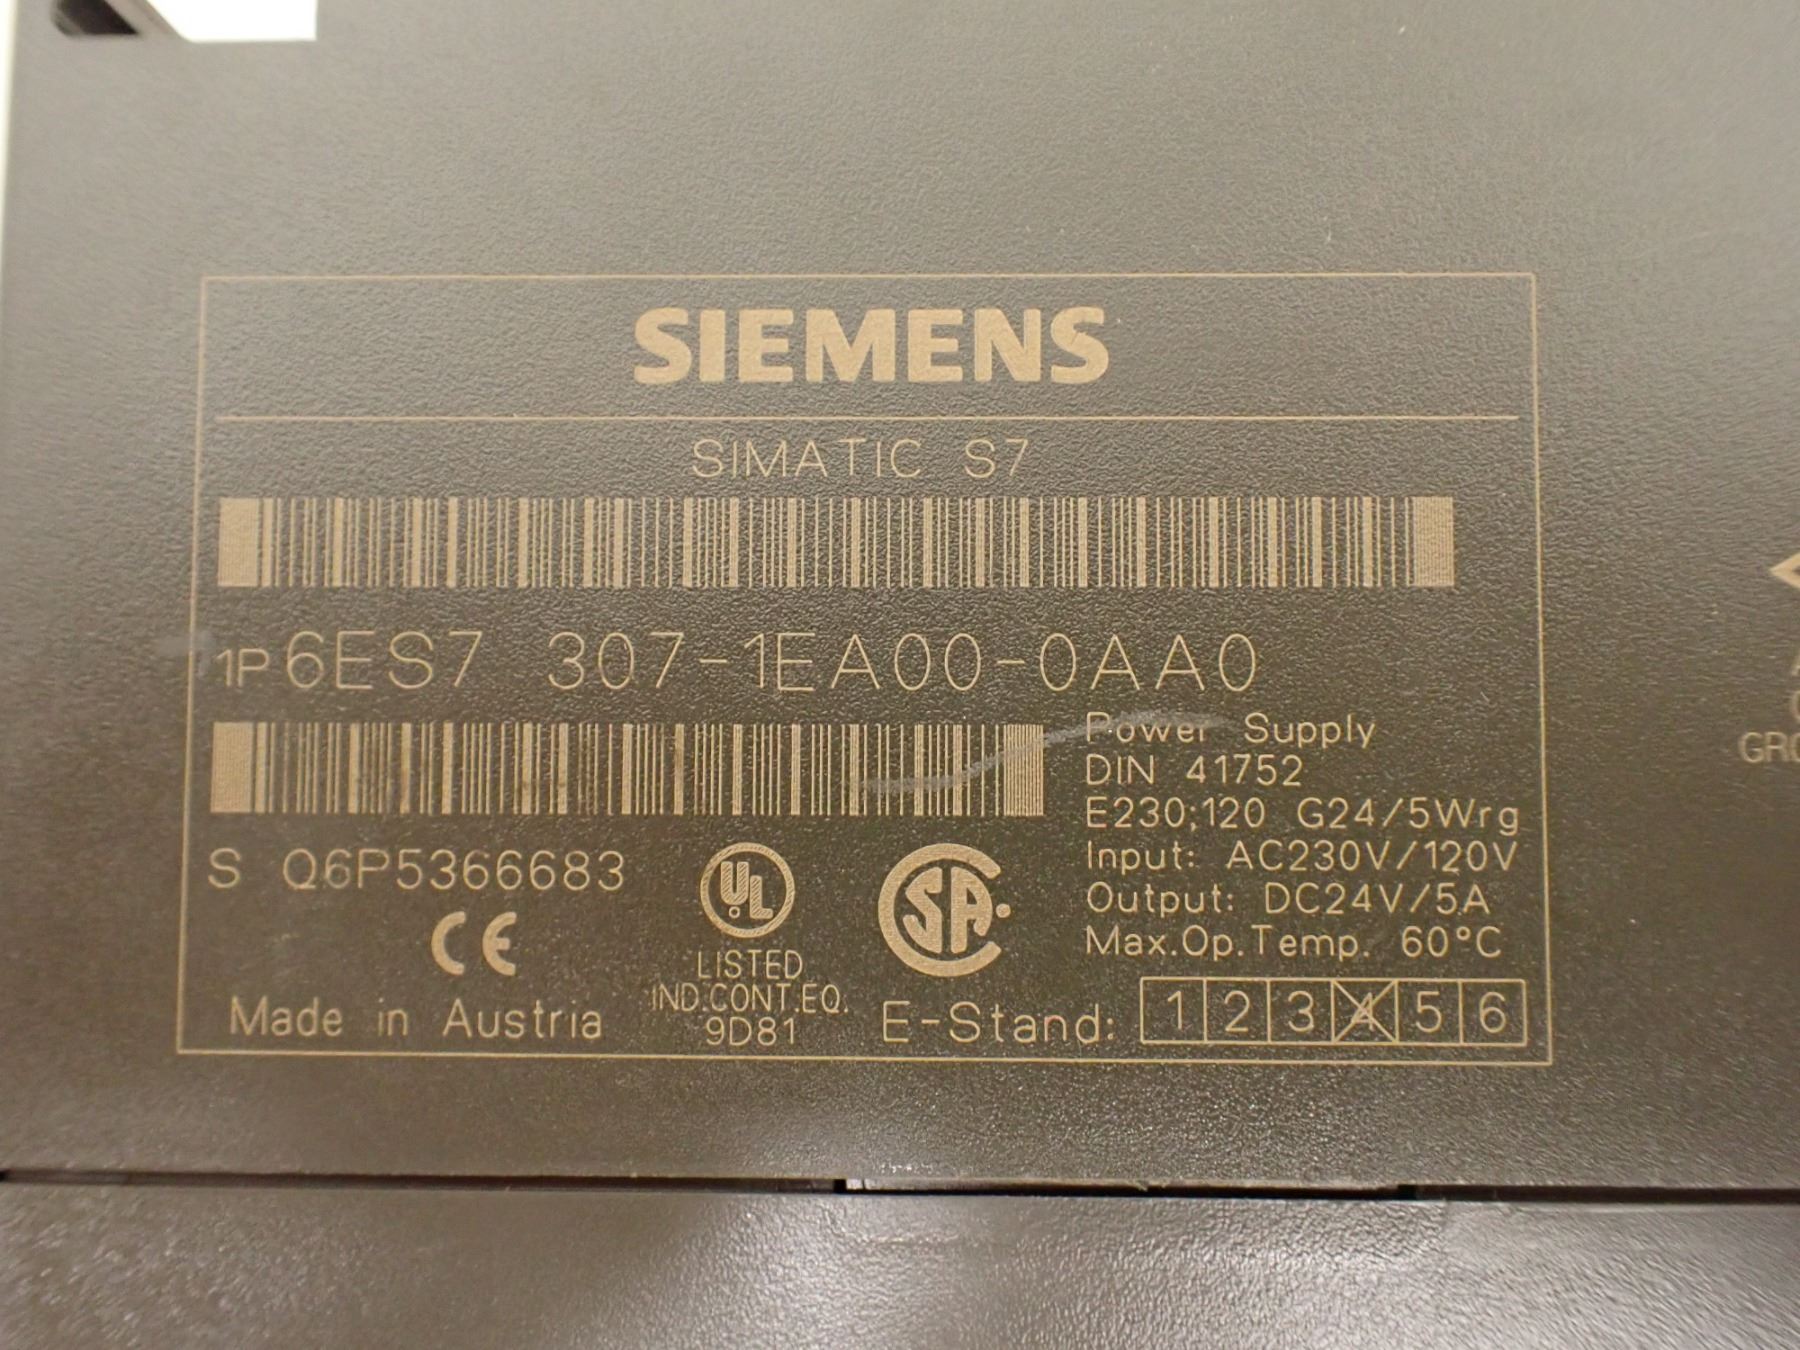 SIEMENS
SIMATIC S7
1P 6ES7 307-1EA00-0AA0
Power Supply
DIN 41752
E230;120 G24/5Wrg
Input: AC230V/120V
Output: DC24V/5A
Max.Op.Temp. 60°C
S Q6P5366683
CE
UL
LISTED
IND.CONT.EQ.
9D81
SA
Made in Austria
E-Stand: 1 2 3 4 5 6